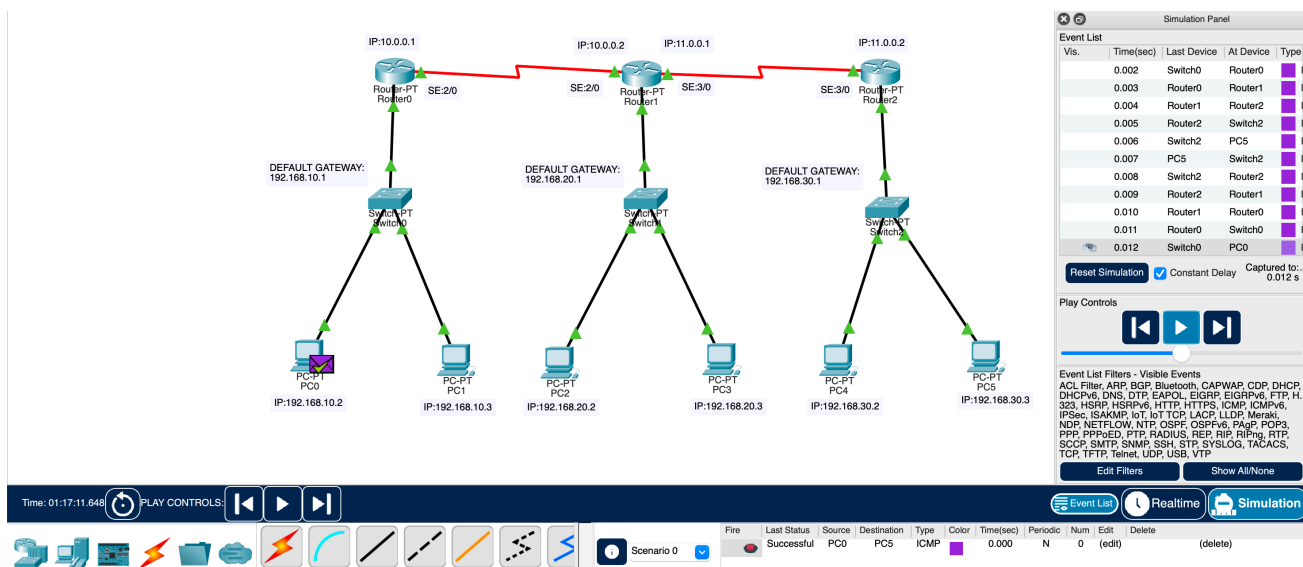 IP:10.0.0.1
IP:10.0.0.2
IP:11.0.0.1
IP:11.0.0.2
Router-PT
Router0
SE:2/0
SE:2/0
Router-PT
Router1
SE:3/0
SE:3/0
Router-PT
Router2
DEFAULT GATEWAY:
192.168.10.1
DEFAULT GATEWAY:
192.168.20.1
DEFAULT GATEWAY:
192.168.30.1
Switch-PT
Switch0
Switch-PT
Switch1
Switch-PT
Switch2
PC-PT
PC0
IP:192.168.10.2
PC-PT
PC1
IP:192.168.10.3
PC-PT
PC2
IP:192.168.20.2
PC-PT
PC3
IP:192.168.20.3
PC-PT
PC4
IP:192.168.30.2
PC-PT
PC5
IP:192.168.30.3
Simulation Panel
Event List
Vis. Time(sec) Last Device At Device Type
0.002 Switch0 Router0
0.003 Router0 Router1
0.004 Router1 Router2
0.005 Router2 Switch2
0.006 Switch2 PC5
0.007 PC5 Switch2
0.008 Switch2 Router2
0.009 Router2 Router1
0.010 Router1 Router0
0.011 Router0 Switch0
0.012 Switch0 PC0
Reset Simulation Constant Delay Captured to:
0.012 s
Play Controls
Event List Filters - Visible Events
ACL Filter, ARP, BGP, Bluetooth, CAPWAP, CDP, DHCP,
DHCPv6, DNS, DTP, EAPOL, EIGRP, EIGRPv6, FTP, H.
323, HSRP, HSRPv6, HTTP, HTTPS, ICMP, ICMPv6,
IPSec, ISAKMP, IoT, IoT TCP, LACP, LLDP, Meraki,
NDP, NETFLOW, NTP, OSPF, OSPFv6, PAgP, POP3,
PPP, PPPoED, PTP, RADIUS, REP, RIP, RIPng, RTP,
SCCP, SMTP, SNMP, SSH, STP, SYSLOG, TACACS,
TCP, TFTP, Telnet, UDP, USB, VTP
Edit Filters Show All/None
Time: 01:17:11.648 PLAY CONTROLS:
Event List Realtime Simulation
Scenario 0
Fire Last Status Source Destination Type Color Time(sec) Periodic Num Edit Delete
Successful PC0 PC5 ICMP 0.000 N 0 (edit) (delete)